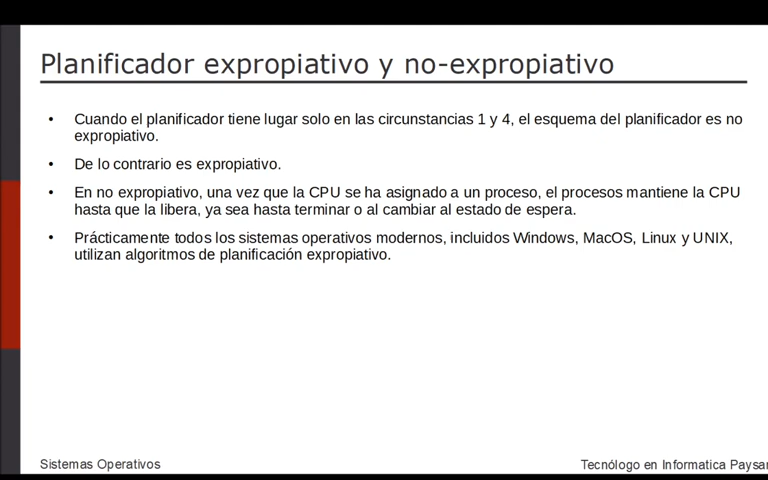 Planificador expropiativo y no-expropiativo
• Cuando el planificador tiene lugar solo en las circunstancias 1 y 4, el esquema del planificador es no
expropiativo.
• De lo contrario es expropiativo.
• En no expropiativo, una vez que la CPU se ha asignado a un proceso, el procesos mantiene la CPU
hasta que la libera, ya sea hasta terminar o al cambiar al estado de espera.
• Prácticamente todos los sistemas operativos modernos, incluidos Windows, MacOS, Linux y UNIX,
utilizan algoritmos de planificación expropiativo.
Sistemas Operativos
Tecnólogo en Informatica Paysan